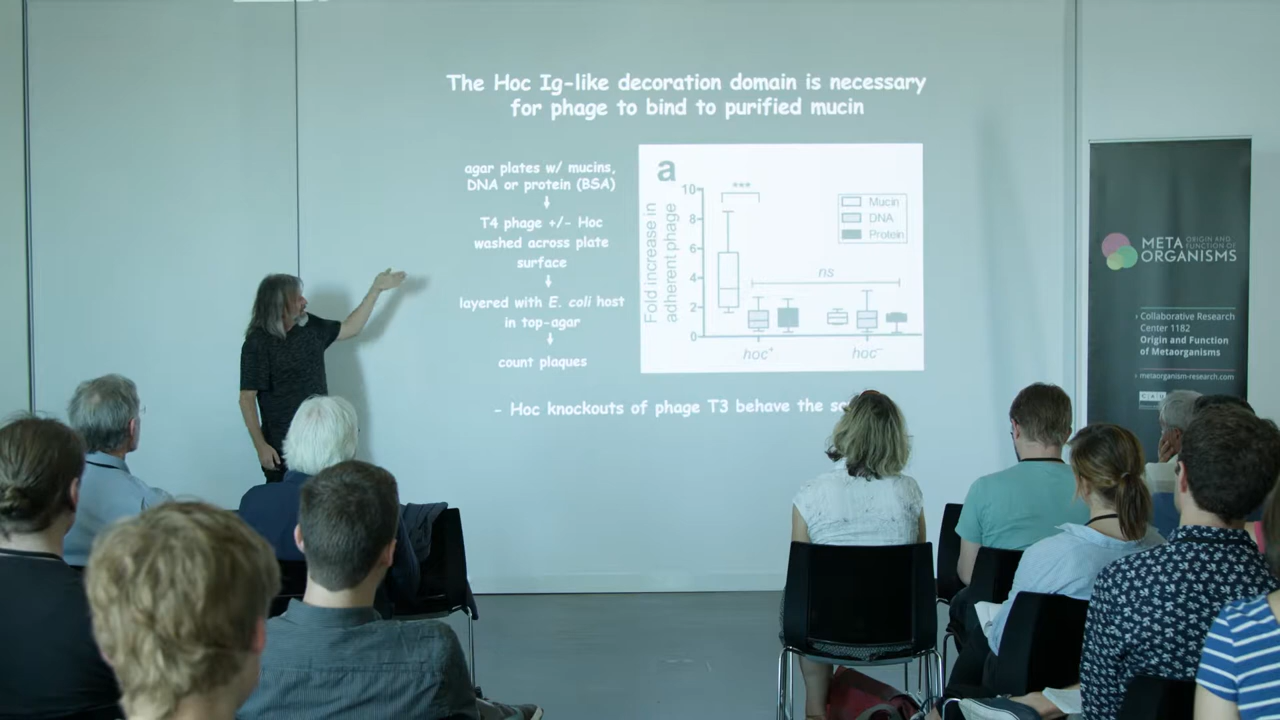 The Hoc Ig-like decoration domain is necessary
for phage to bind to purified mucin
agar plates w/ mucins,
DNA or protein (BSA)
T4 phage +/- Hoc
washed across plate
surface
layered with E. coli host
in top-agar
count plaques
a
Fold increase in
adherent phage
10
8
6
4
2
0
***
ns
Mucin
DNA
Protein
hoc⁺
hoc⁻
- Hoc knockouts of phage T3 behave the
META ORIGIN AND
FUNCTION OF
ORGANISMS
› Collaborative Research
Center 1182
Origin and Function
of Metaorganisms
› metaorganism-research.com